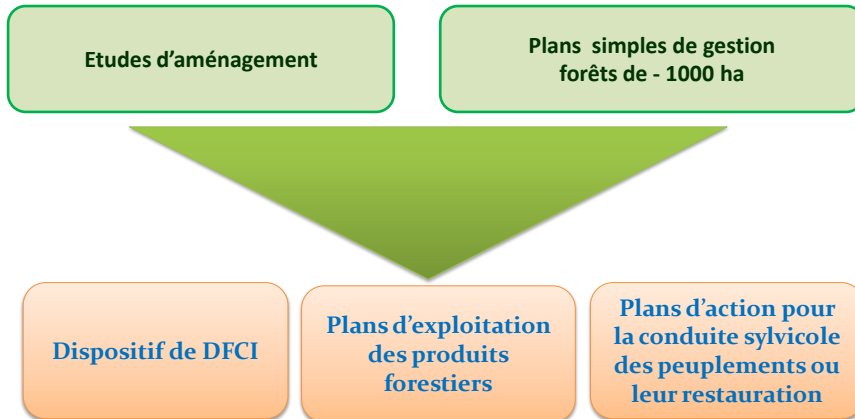 Etudes d’aménagement
Plans simples de gestion
forêts de - 1000 ha
Dispositif de DFCI
Plans d’exploitation
des produits
forestiers
Plans d’action pour
la conduite sylvicole
des peuplements ou
leur restauration